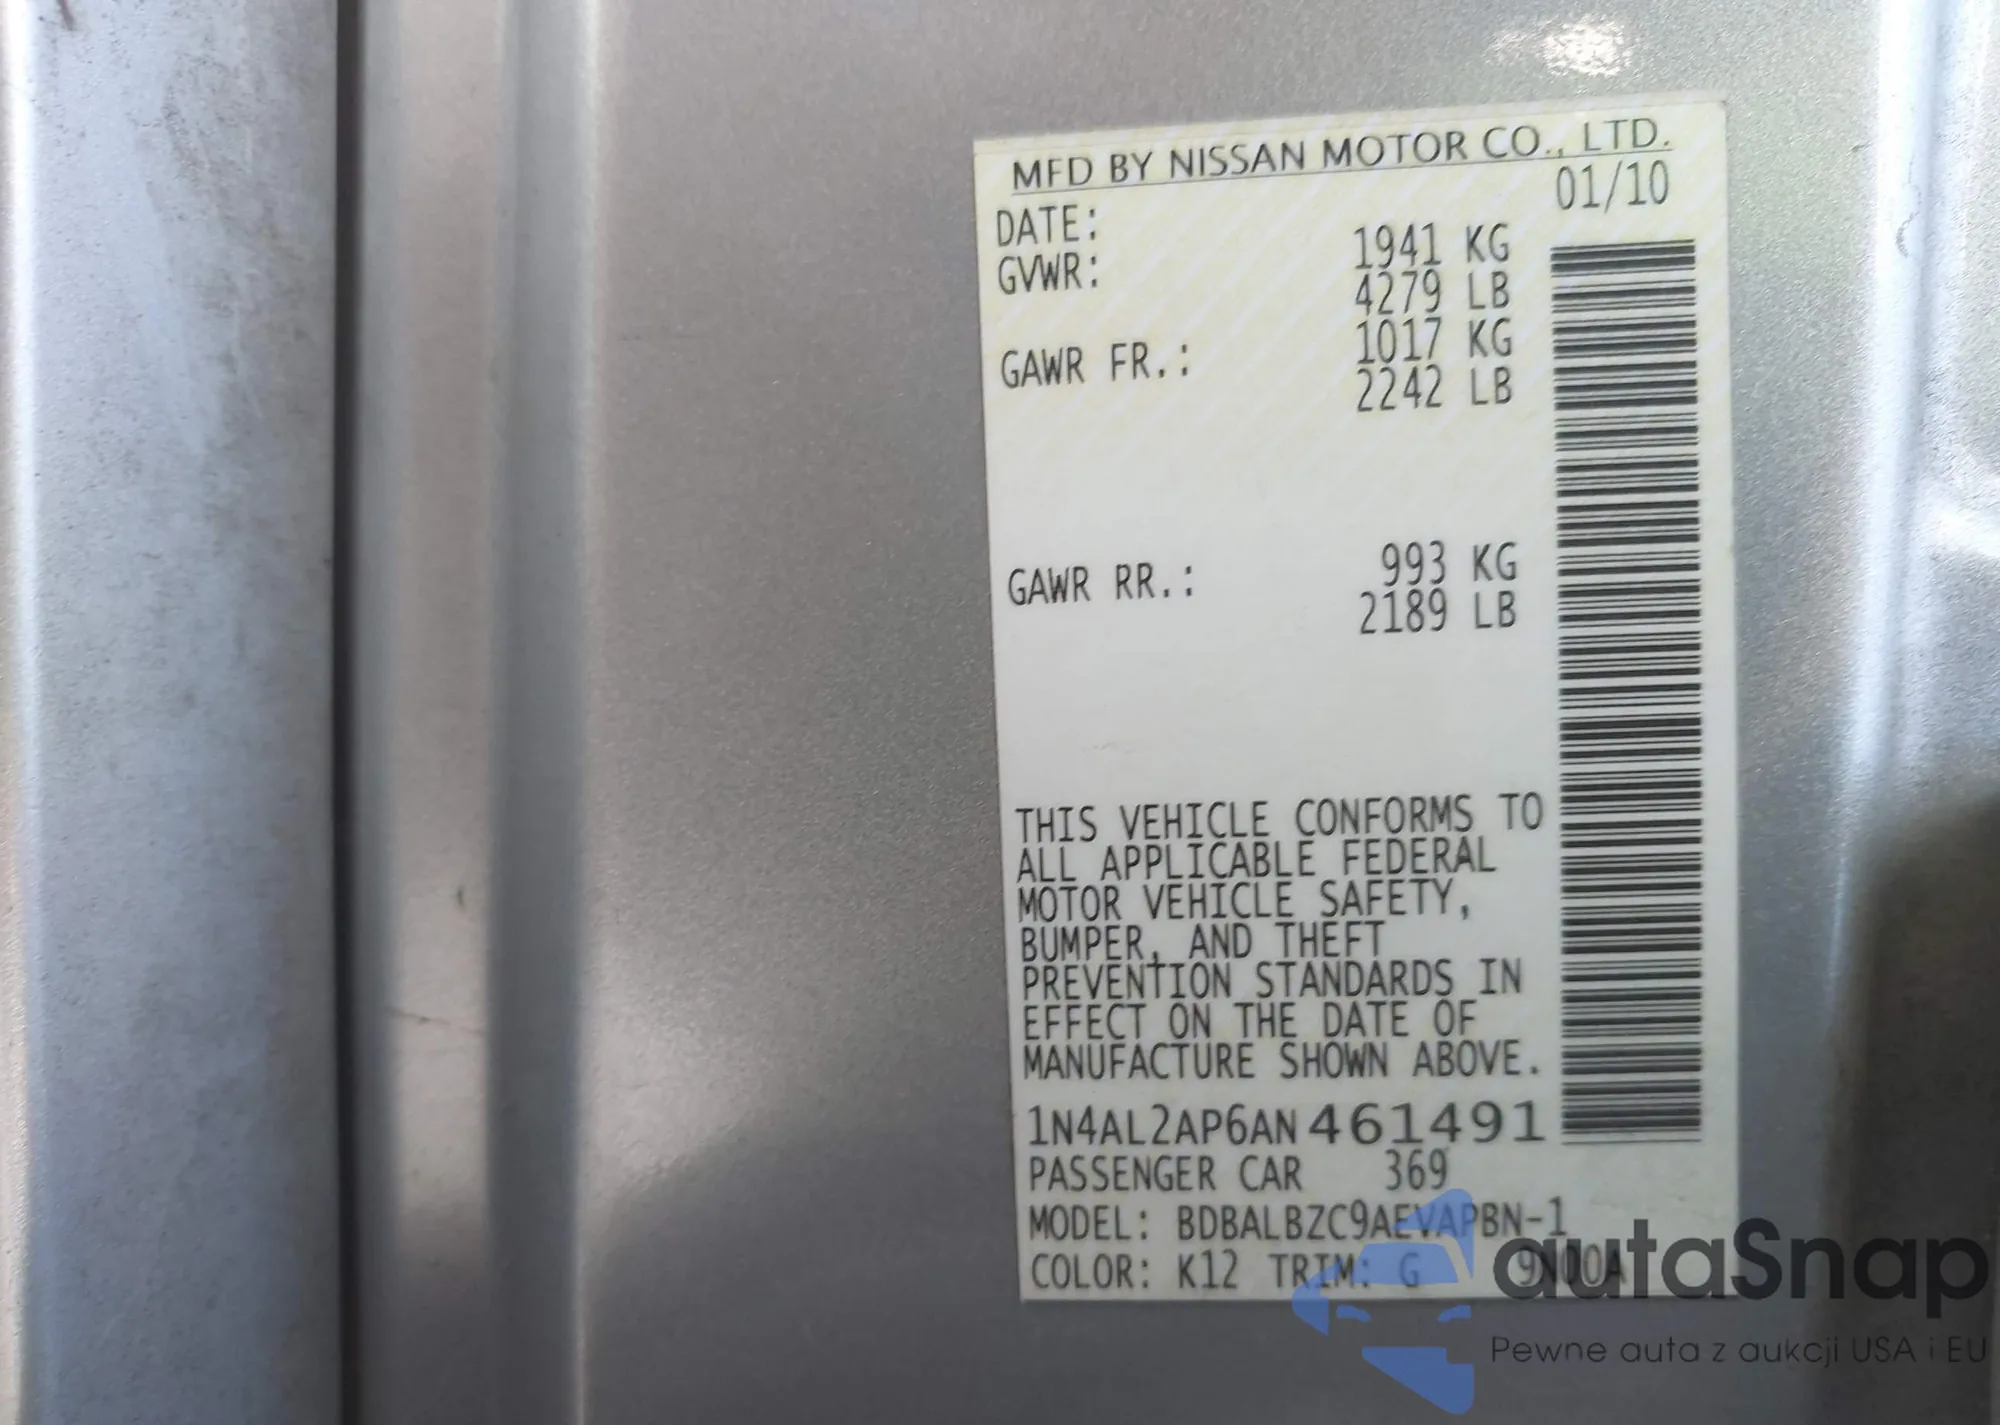 MFD BY NISSAN MOTOR CO., LTD.
DATE: 01/10
GVWR: 1941 KG
4279 LB
GAWR FR.: 1017 KG
2242 LB
GAWR RR.: 993 KG
2189 LB
THIS VEHICLE CONFORMS TO
ALL APPLICABLE FEDERAL
MOTOR VEHICLE SAFETY,
BUMPER, AND THEFT
PREVENTION STANDARDS IN
EFFECT ON THE DATE OF
MANUFACTURE SHOWN ABOVE.
1N4AL2AP6AN461491
PASSENGER CAR 369
MODEL: BDBALBZC9AEVAPBN-1
COLOR: K12 TRIM: G 9N00A
autaSnap
Pewne auta z aukcji USA i EU